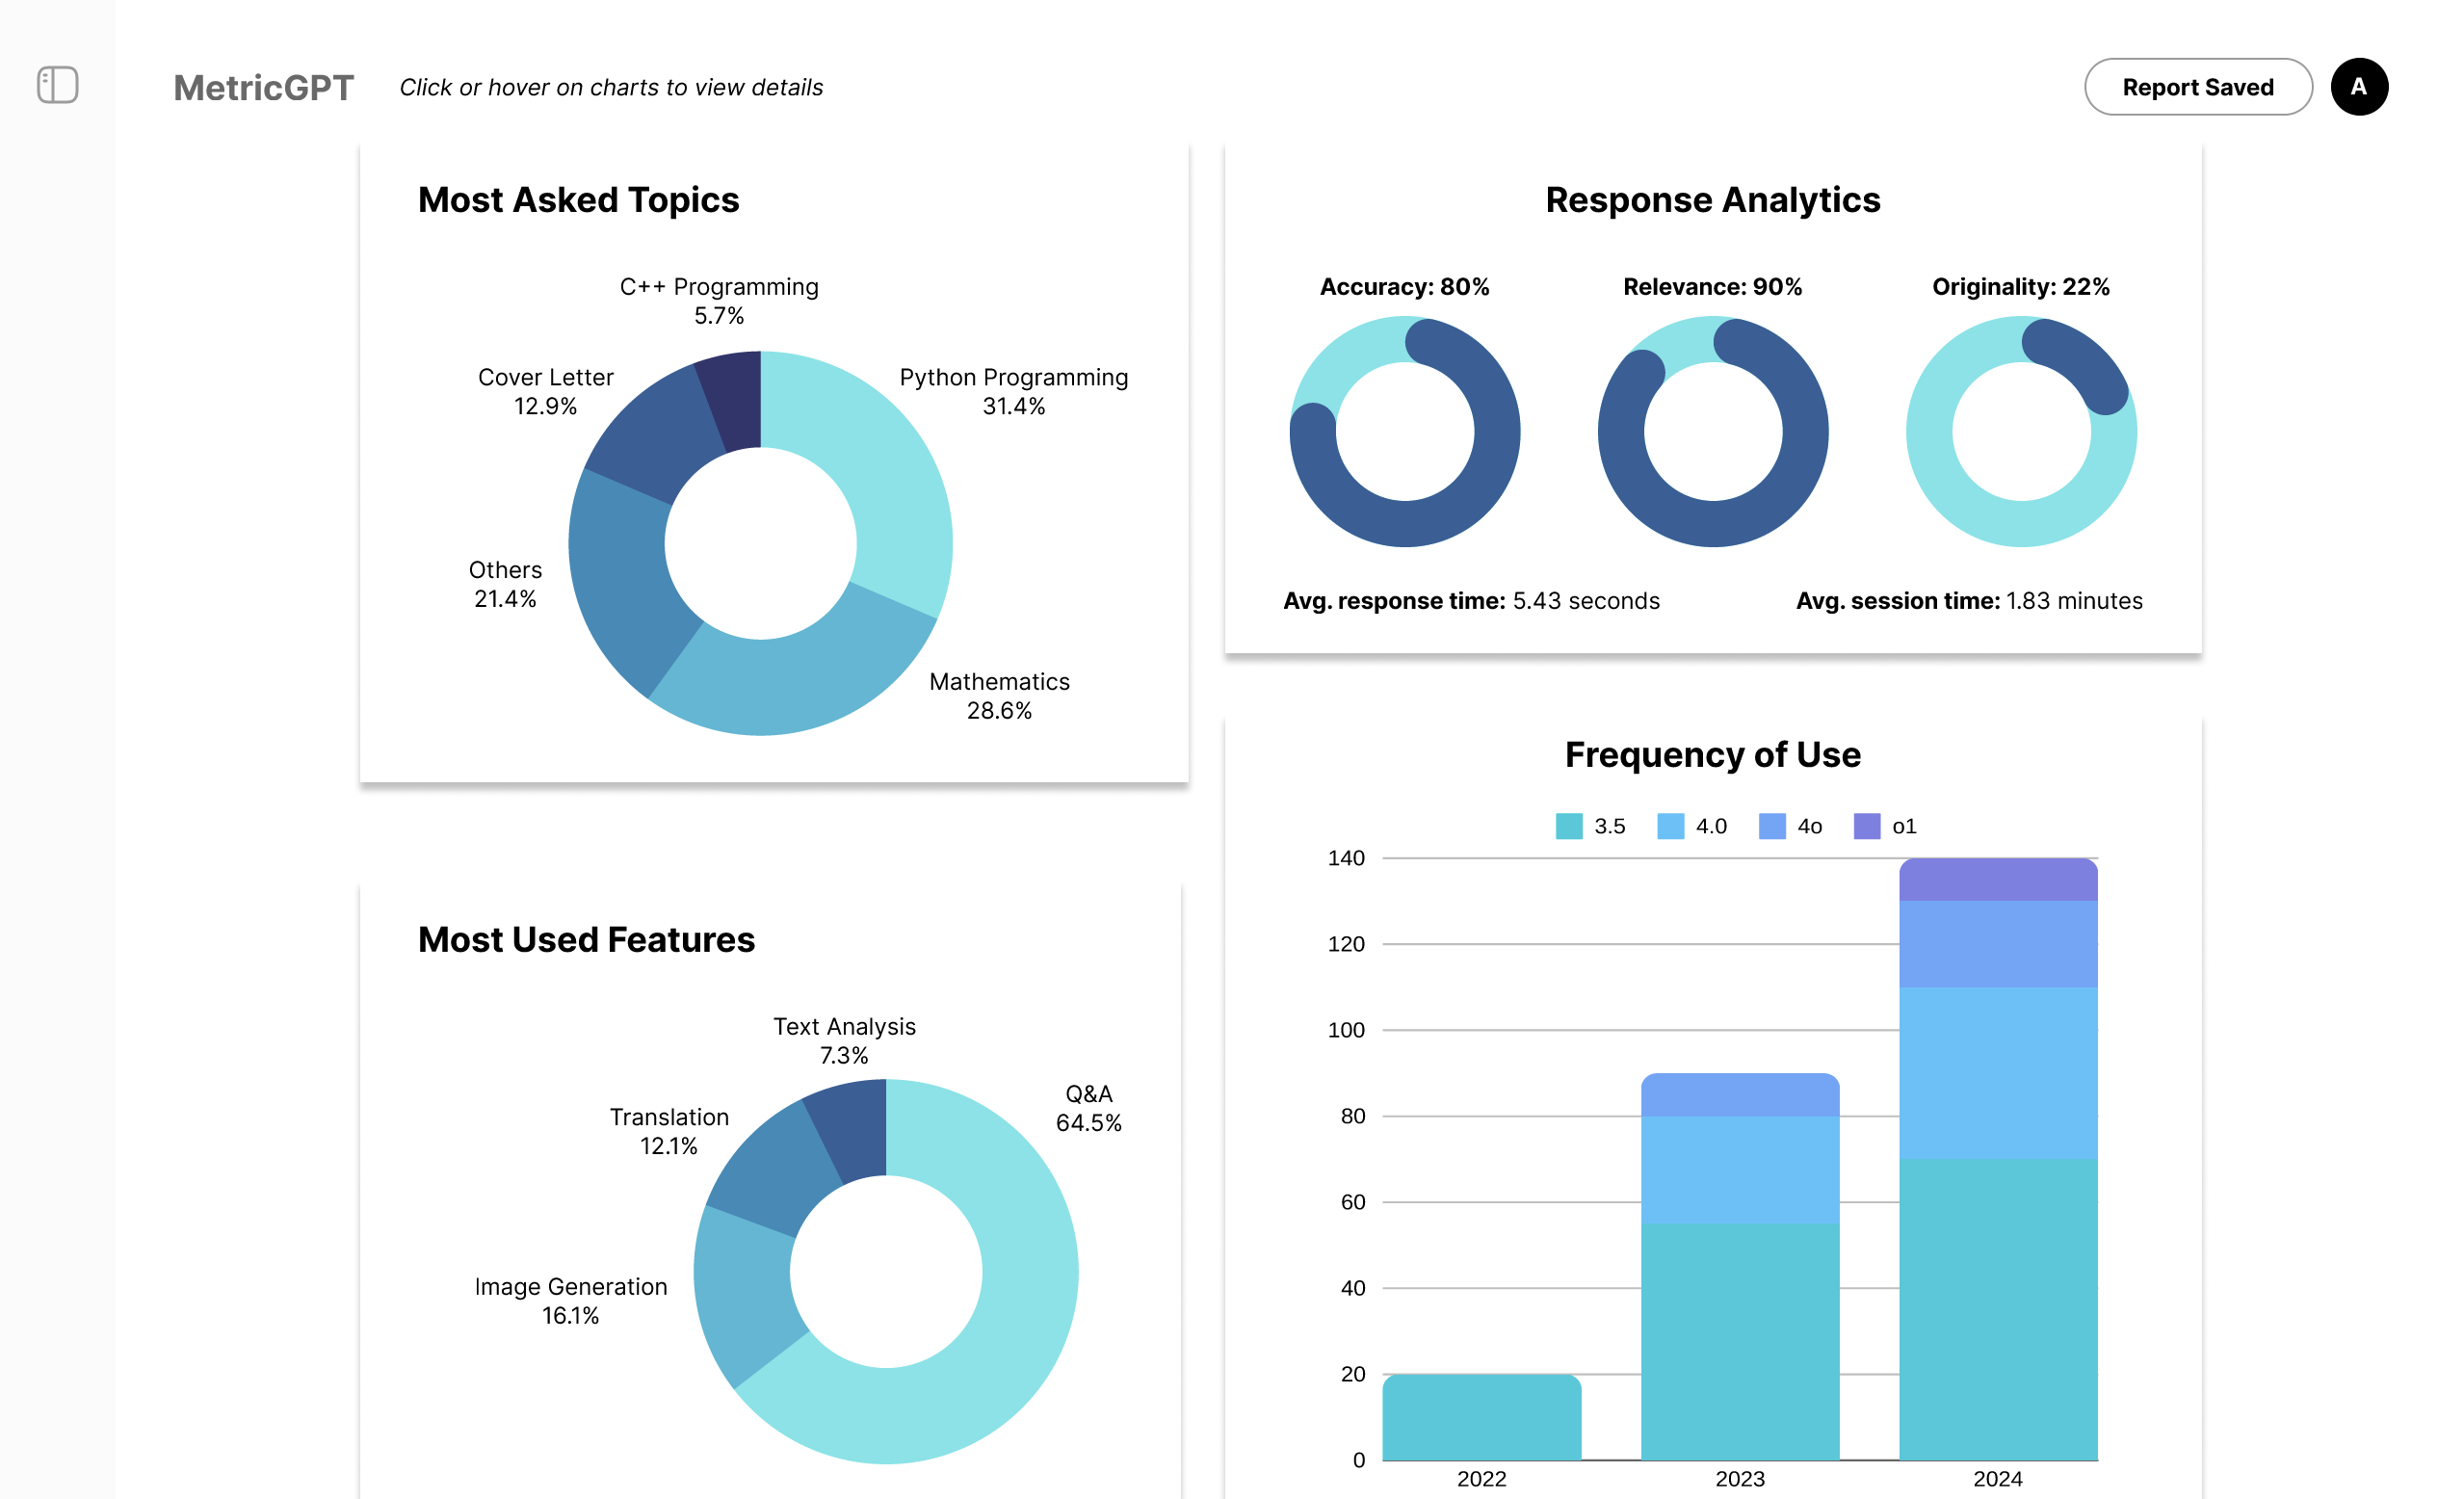 MetricGPT
Click or hover on charts to view details
Report Saved
A
Most Asked Topics
C++ Programming
5.7%
Cover Letter
12.9%
Python Programming
31.4%
Others
21.4%
Mathematics
28.6%
Response Analytics
Accuracy: 80%
Relevance: 90%
Originality: 22%
Avg. response time: 5.43 seconds
Avg. session time: 1.83 minutes
Most Used Features
Text Analysis
7.3%
Q&A
64.5%
Translation
12.1%
Image Generation
16.1%
Frequency of Use
3.5
4.0
4o
o1
140
120
100
80
60
40
20
0
2022
2023
2024